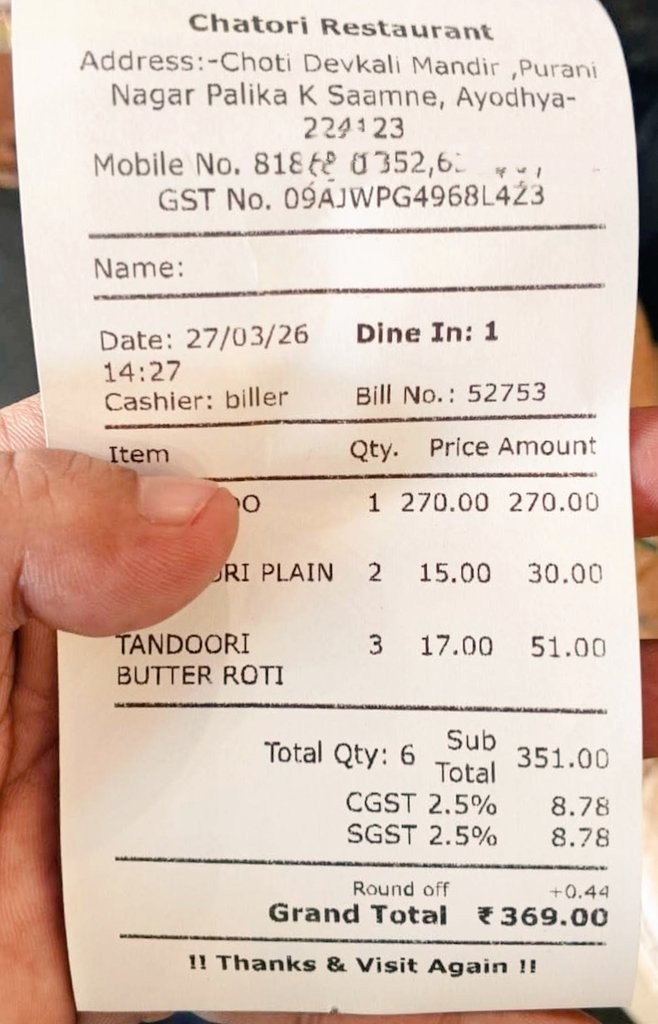 Chatori Restaurant
Address:-Choti Devkali Mandir ,Purani
Nagar Palika K Saamne, Ayodhya-
224123
Mobile No.
GST No. 09AJWPG4968L4Z3
Name:
Date: 27/03/26 Dine In: 1
14:27
Cashier: biller Bill No.: 52753
Item Qty. Price Amount
1 270.00 270.00
PLAIN 2 15.00 30.00
TANDOORI 3 17.00 51.00
BUTTER ROTI
Total Qty: 6 Sub Total 351.00
CGST 2.5% 8.78
SGST 2.5% 8.78
Round off +0.44
Grand Total ₹369.00
!! Thanks & Visit Again !!